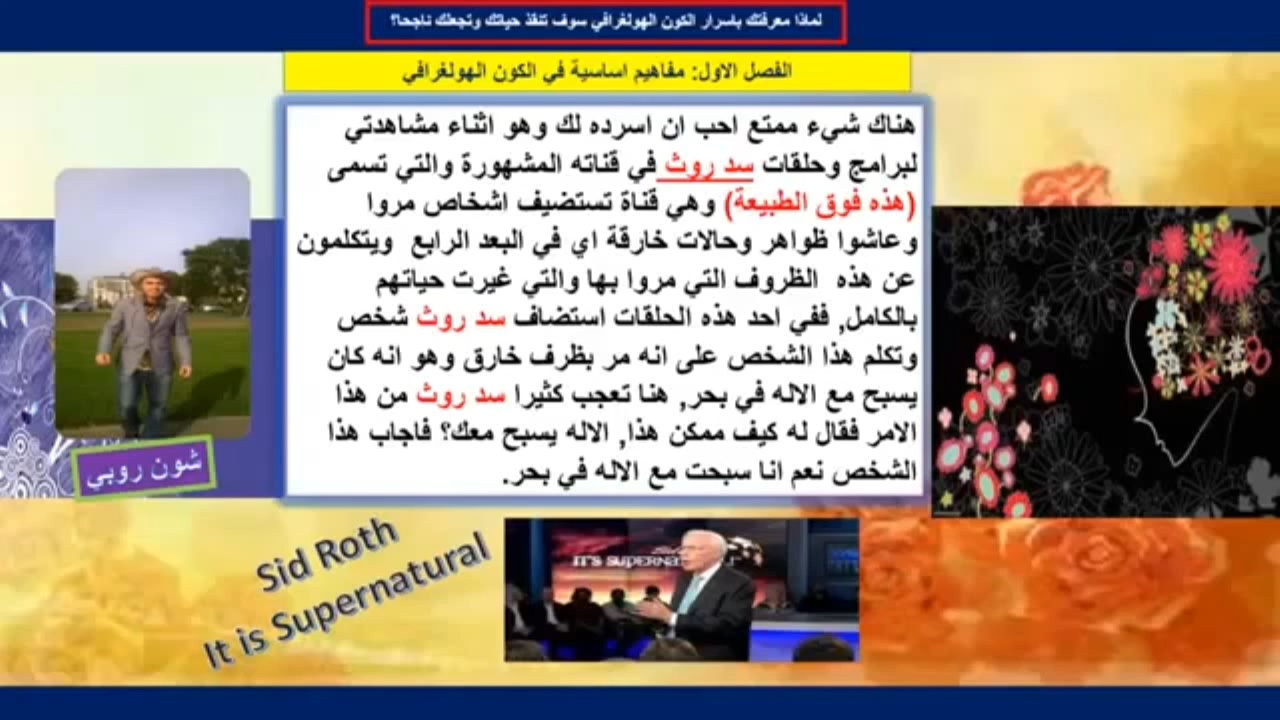 لماذا معرفتك باسرار الكون الهولغرافي سوف تنقذ حياتك وتجعلك ناجحا؟
الفصل الاول: مفاهيم اساسية في الكون الهولغرافي
هناك شيء ممتع احب ان اسرده لك وهو اثناء مشاهدتي
لبرامج وحلقات سد روث في قناته المشهورة والتي تسمى
(هذه فوق الطبيعة) وهي قناة تستضيف اشخاص مروا
وعاشوا ظواهر وحالات خارقة اي في البعد الرابع ويتكلمون
عن هذه الظروف التي مروا بها والتي غيرت حياتهم
بالكامل, ففي احد هذه الحلقات استضاف سد روث شخص
وتكلم هذا الشخص على انه مر بظرف خارق وهو انه كان
يسبح مع الاله في بحر, هنا تعجب كثيرا سد روث من هذا
الامر فقال له كيف ممكن هذا, الاله يسبح معك؟ فاجاب هذا
الشخص نعم انا سبحت مع الاله في بحر.
شون روبي
Sid Roth
It is Supernatural
IT'S SUPERNA